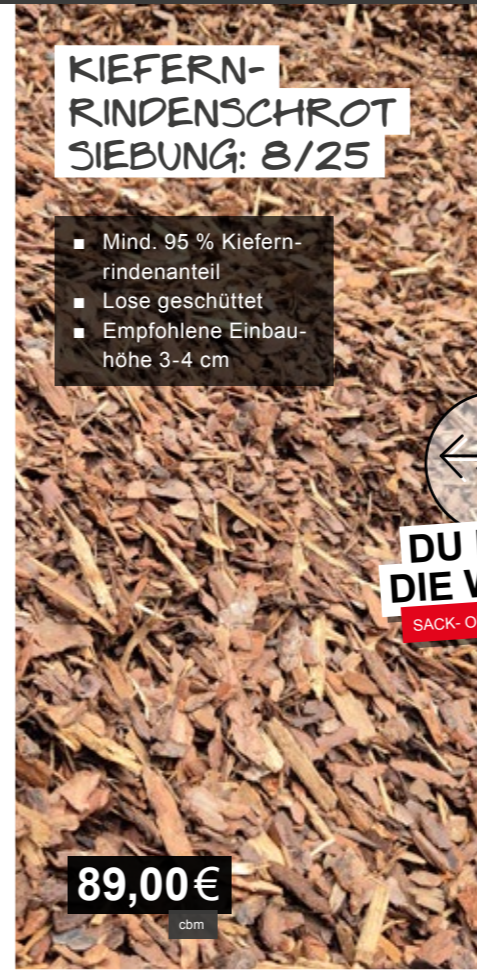 KIEFERN-
RINDENSCHROT
SIEBUNG: 8/25
▪ Mind. 95 % Kiefern-
rindenanteil
▪ Lose geschüttet
▪ Empfohlene Einbau-
höhe 3-4 cm
DU
DIE
SACK- O
89,00€
cbm